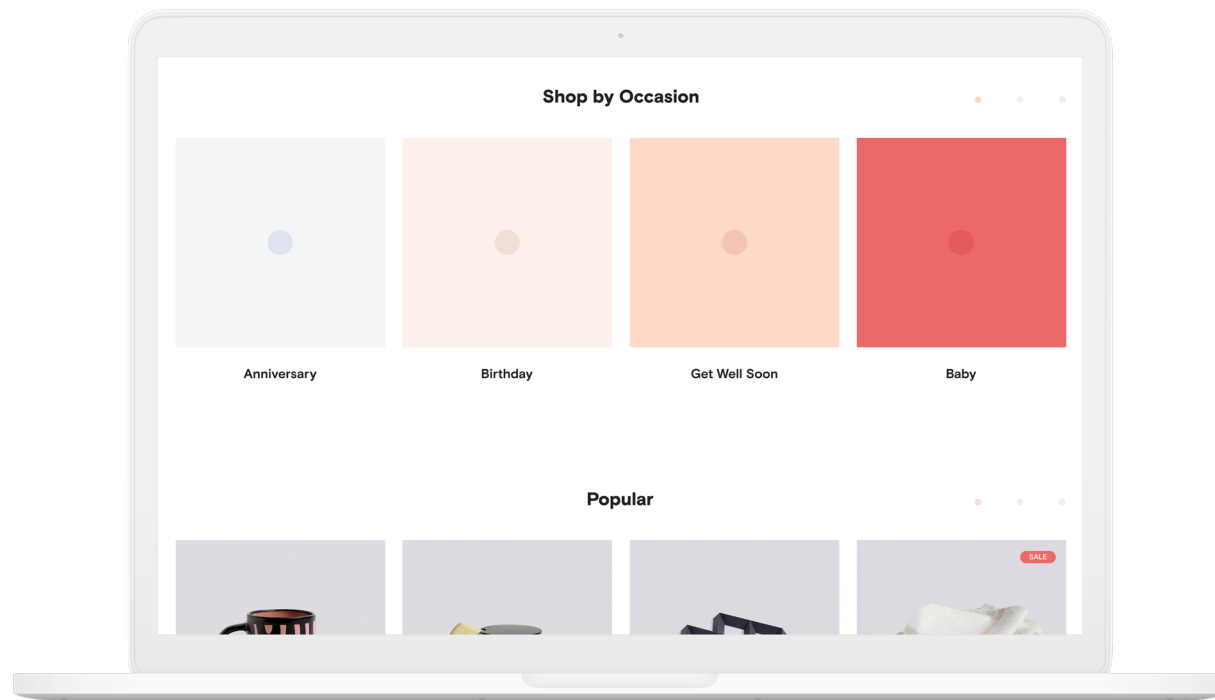 Shop by Occasion
Anniversary
Birthday
Get Well Soon
Baby
Popular
SALE